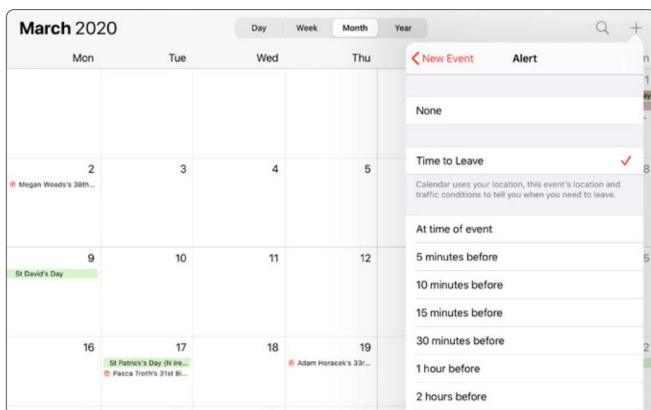 March 2020
Day Week Month Year
Mon Tue Wed Thu
New Event Alert
None
Time to Leave
Calendar uses your location, this event's location and
traffic conditions to tell you when you need to leave.
2 3 4 5
Megan Woods's 38th...
At time of event
5 minutes before
9 10 11 12
St David's Day
10 minutes before
15 minutes before
30 minutes before
16 17 18 19
St Patrick's Day (N Ire...
Pasca Troth's 31st Bi...
Adam Horacek's 33r...
1 hour before
2 hours before